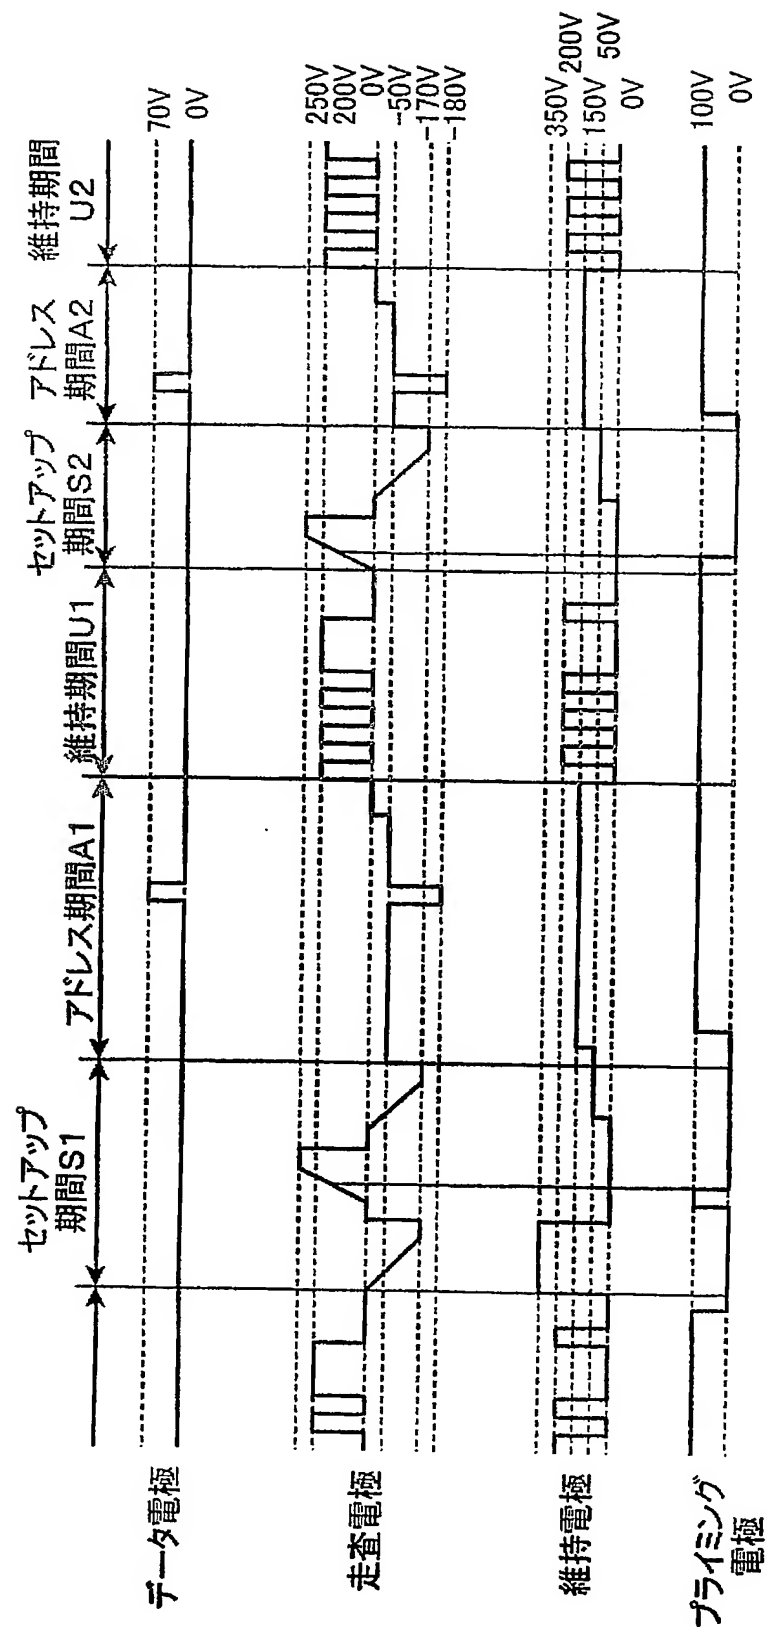 セットアップ
期間S1
アドレス期間A1
維持期間U1
セットアップ
期間S2
アドレス
期間A2
維持期間
U2
データ電極
70V
0V
走査電極
250V
200V
0V
-50V
-170V
-180V
維持電極
350V
200V
150V
50V
0V
プライミング
電極
100V
0V